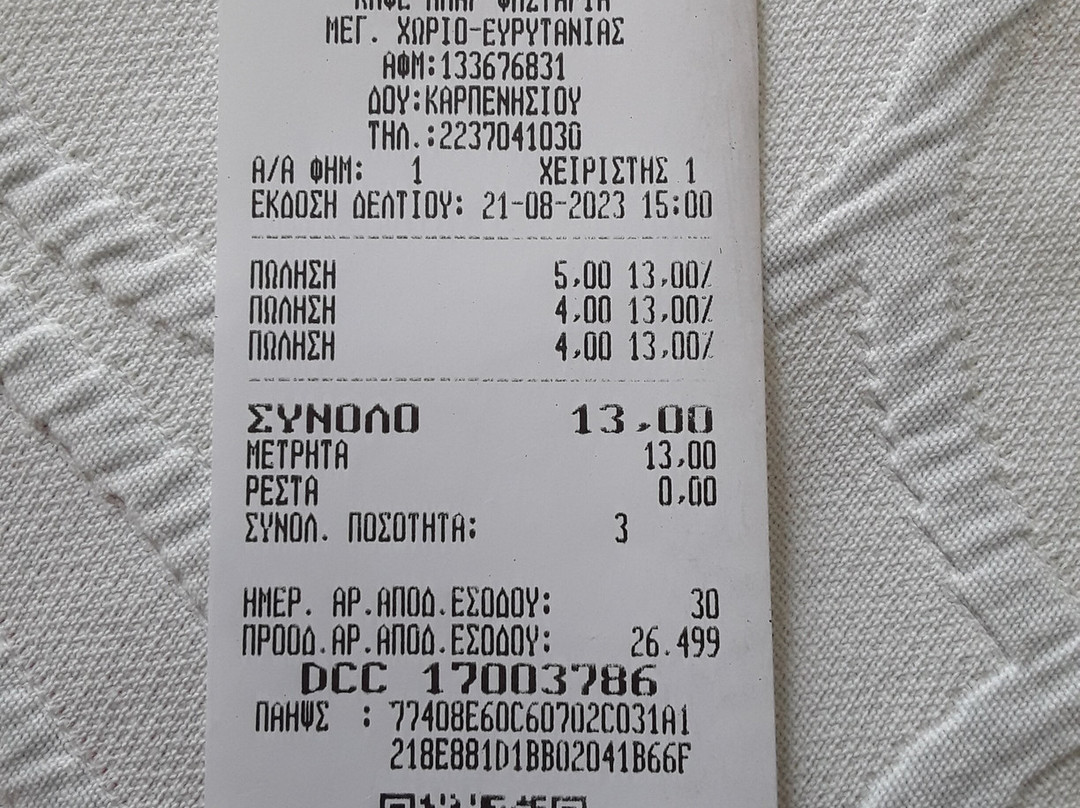 ΚΑΦΕ ΜΠΑΡ ΨΗΣΤΑΡΙΑ
ΜΕΓ. ΧΩΡΙΟ-ΕΥΡΥΤΑΝΙΑΣ
ΑΦΜ:133676831
ΔΟΥ:ΚΑΡΠΕΝΗΣΙΟΥ
ΤΗΛ.:2237041030
Α/Α ΦΗΜ: 1 ΧΕΙΡΙΣΤΗΣ 1
ΕΚΔΟΣΗ ΔΕΛΤΙΟΥ: 21-08-2023 15:00
ΠΩΛΗΣΗ 5,00 13,00%
ΠΩΛΗΣΗ 4,00 13,00%
ΠΩΛΗΣΗ 4,00 13,00%
ΣΥΝΟΛΟ 13,00
ΜΕΤΡΗΤΑ 13,00
ΡΕΣΤΑ 0,00
ΣΥΝΟΛ. ΠΟΣΟΤΗΤΑ: 3
ΗΜΕΡ. ΑΡ.ΑΠΟΔ.ΕΣΟΔΟΥ: 30
ΠΡΟΟΔ.ΑΡ.ΑΠΟΔ.ΕΣΟΔΟΥ: 26.499
DCC 17003786
ΠΑΗΨΣ : 77408E60C60702C031A1
218E881D1BB02041B66F